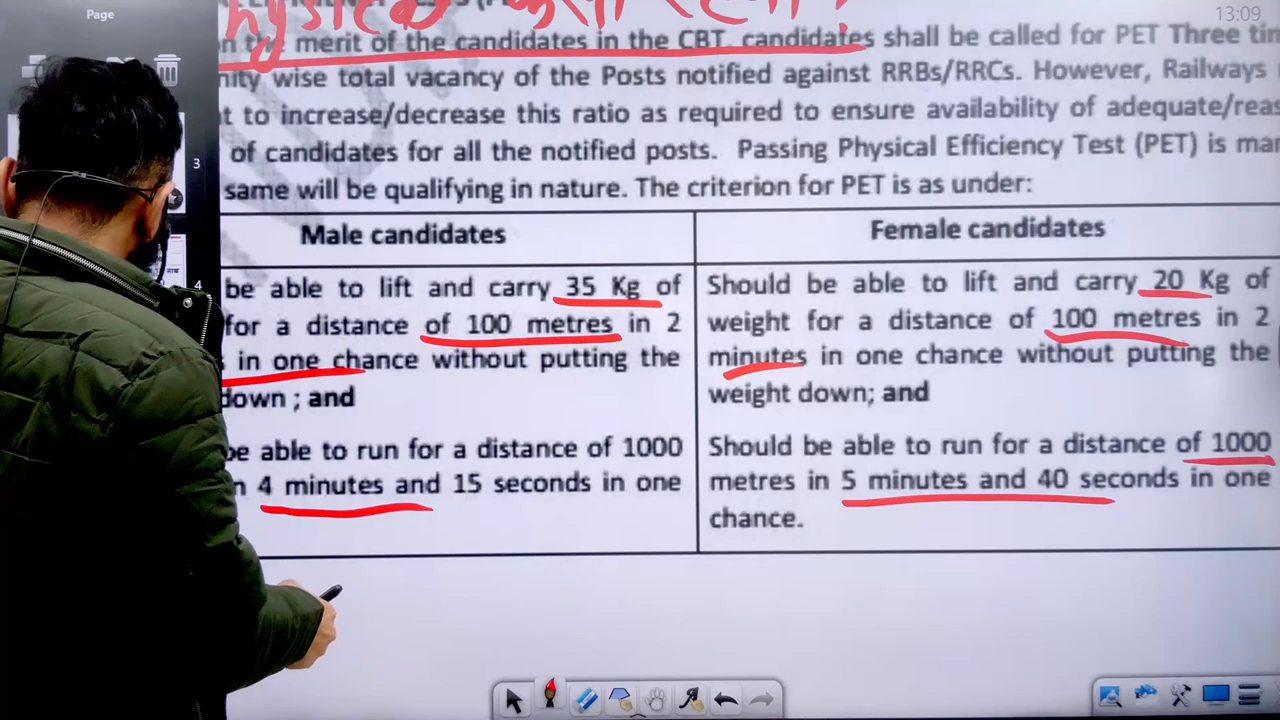 Page
13:09
merit of the candidates in the CBT, candidates shall be called for PET Three
wise total vacancy of the Posts notified against RRBs/RRCs. However, Railways
to increase/decrease this ratio as required to ensure availability of
of candidates for all the notified posts. Passing Physical Efficiency Test (PET) is
same will be qualifying in nature. The criterion for PET is as under:
3
4
Male candidates
be able to lift and carry 35 Kg of
for a distance of 100 metres in 2
in one chance without putting the
down ; and
be able to run for a distance of 1000
4 minutes and 15 seconds in one
Female candidates
Should be able to lift and carry 20 Kg of
weight for a distance of 100 metres in 2
minutes in one chance without putting the
weight down; and
Should be able to run for a distance of 1000
metres in 5 minutes and 40 seconds in one
chance.